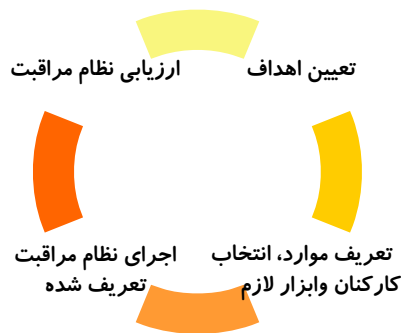 تعیین اهداف
ارزیابی نظام مراقبت
تعریف موارد، انتخاب
کارکنان وابزار لازم
اجرای نظام مراقبت
تعریف شده